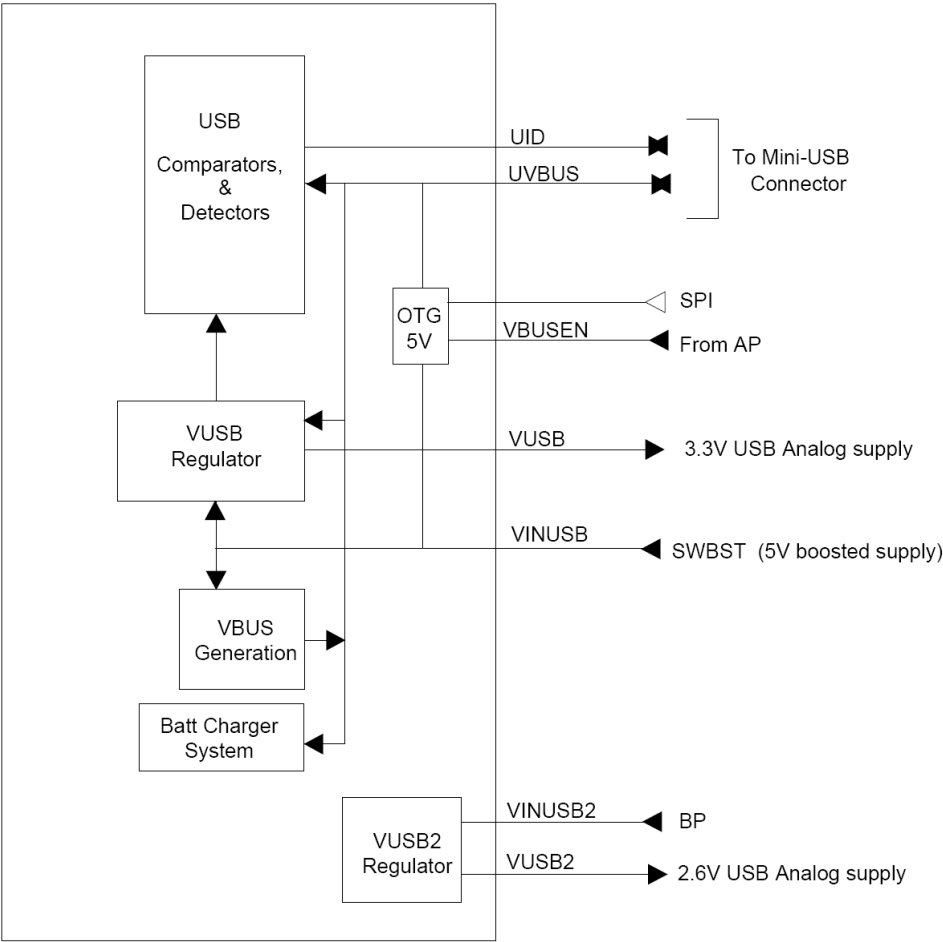 USB
Comparators,
&
Detectors
UID
UVBUS
To Mini-USB
Connector
OTG
5V
SPI
VBUSEN
From AP
VUSB
Regulator
VUSB
3.3V USB Analog supply
VINUSB
SWBST (5V boosted supply)
VBUS
Generation
Batt Charger
System
VUSB2
Regulator
VINUSB2
BP
VUSB2
2.6V USB Analog supply